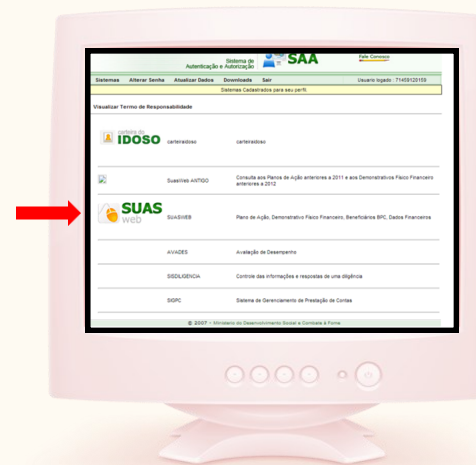 Sistema de
Autenticação e Autorização
SAA
Fale Conosco
Sistemas Alterar Senha Atualizar Dados Downloads Sair Usuario logado : 71459120159
Sistemas Cadastrados para seu perfil
Visualizar Termo de Responsabilidade
carteira do
IDOSO carteiraidoso carteiraidoso
SuasWeb ANTIGO Consulta aos Planos de Ação anteriores a 2011 e aos Demonstrativos Físico Financeiro
anteriores a 2012
SUAS
web SUASWEB Plano de Ação, Demonstrativo Físico Financeiro, Beneficiários BPC, Dados Financeiros
AVADES Avaliação de Desempenho
SISDILIGENCIA Controle das informações e respostas de uma diligência
SIGPC Sistema de Gerenciamento de Prestação de Contas
© 2007 - Ministério do Desenvolvimento Social e Combate à Fome